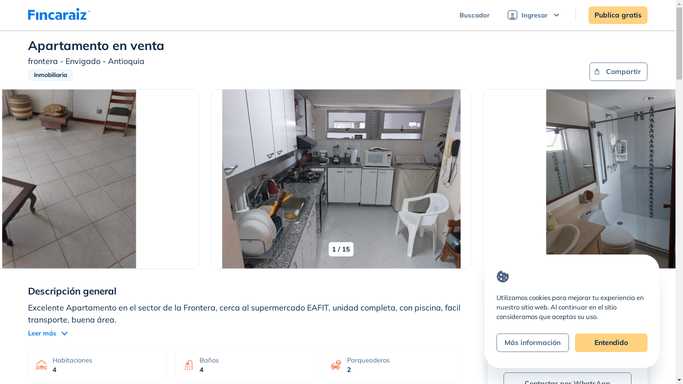 Fincaraiz
Buscador
Ingresar
Publica gratis
Apartamento en venta
frontera - Envigado - Antioquia
Inmobiliaria
Compartir
1 / 15
Descripción general
Excelente Apartamento en el sector de la Frontera, cerca al supermercado EAFIT, unidad completa, con piscina, facil
transporte, buena área.
Leer más
Habitaciones
4
Baños
4
Parqueaderos
2
Utilizamos cookies para mejorar tu experiencia en
nuestro sitio web. Al continuar en el sitio
consideramos que aceptas su uso.
Más información
Entendido
Contactar por WhatsApp